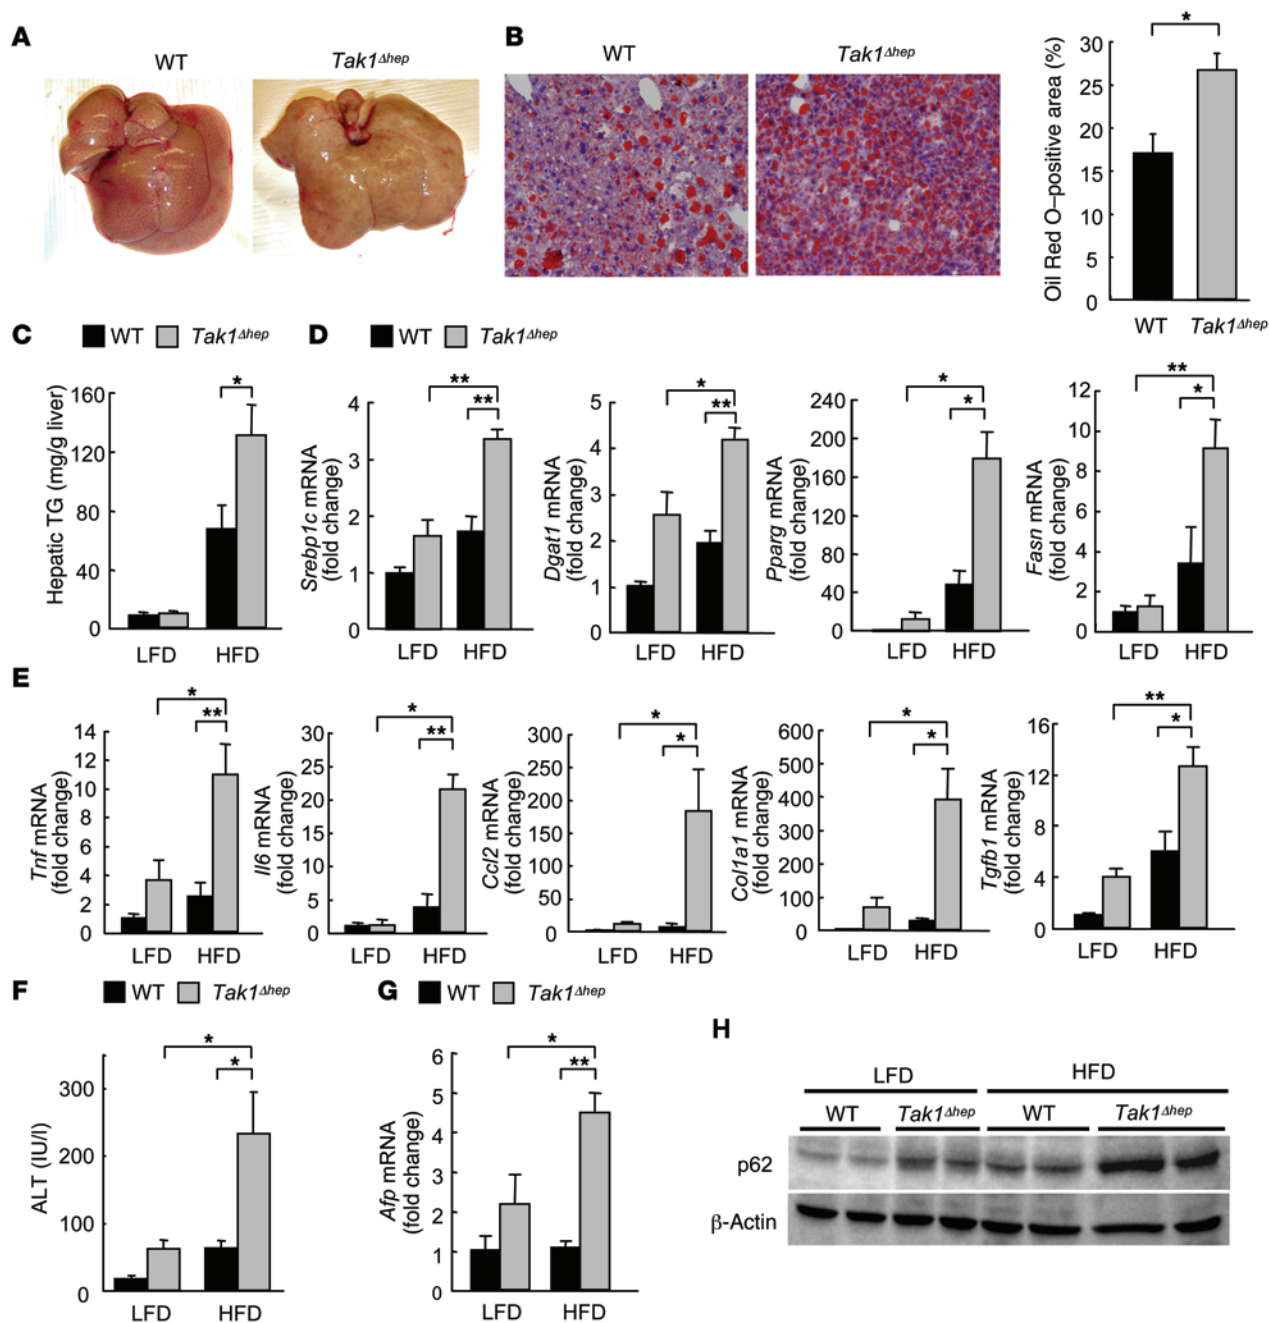 A
WT
Tak1Δhep
B
WT
Tak1Δhep
*
Oil Red O–positive area (%)
30
25
20
15
10
5
0
WT
Tak1Δhep
C
WT
Tak1Δhep
D
WT
Tak1Δhep
Hepatic TG (mg/g liver)
160
120
80
40
0
*
LFD
HFD
Srebp1c mRNA
(fold change)
4
3
2
1
0
**
**
LFD
HFD
Dgat1 mRNA
(fold change)
5
4
3
2
1
0
*
**
LFD
HFD
Pparg mRNA
(fold change)
240
200
160
120
80
40
0
*
*
LFD
HFD
Fasn mRNA
(fold change)
12
10
8
6
4
2
0
**
*
LFD
HFD
E
Tnf mRNA
(fold change)
14
12
10
8
6
4
2
0
*
**
LFD
HFD
Il6 mRNA
(fold change)
30
25
20
15
10
5
0
*
**
LFD
HFD
Ccl2 mRNA
(fold change)
300
250
200
150
100
50
0
*
*
LFD
HFD
Col1a1 mRNA
(fold change)
600
500
400
300
200
100
0
*
*
LFD
HFD
Tgfb1 mRNA
(fold change)
16
12
8
4
0
**
*
LFD
HFD
F
WT
Tak1Δhep
ALT (IU/l)
300
200
100
0
*
*
LFD
HFD
G
WT
Tak1Δhep
Afp mRNA
(fold change)
6
5
4
3
2
1
0
*
**
LFD
HFD
H
LFD
HFD
WT
Tak1Δhep
WT
Tak1Δhep
p62
β-Actin